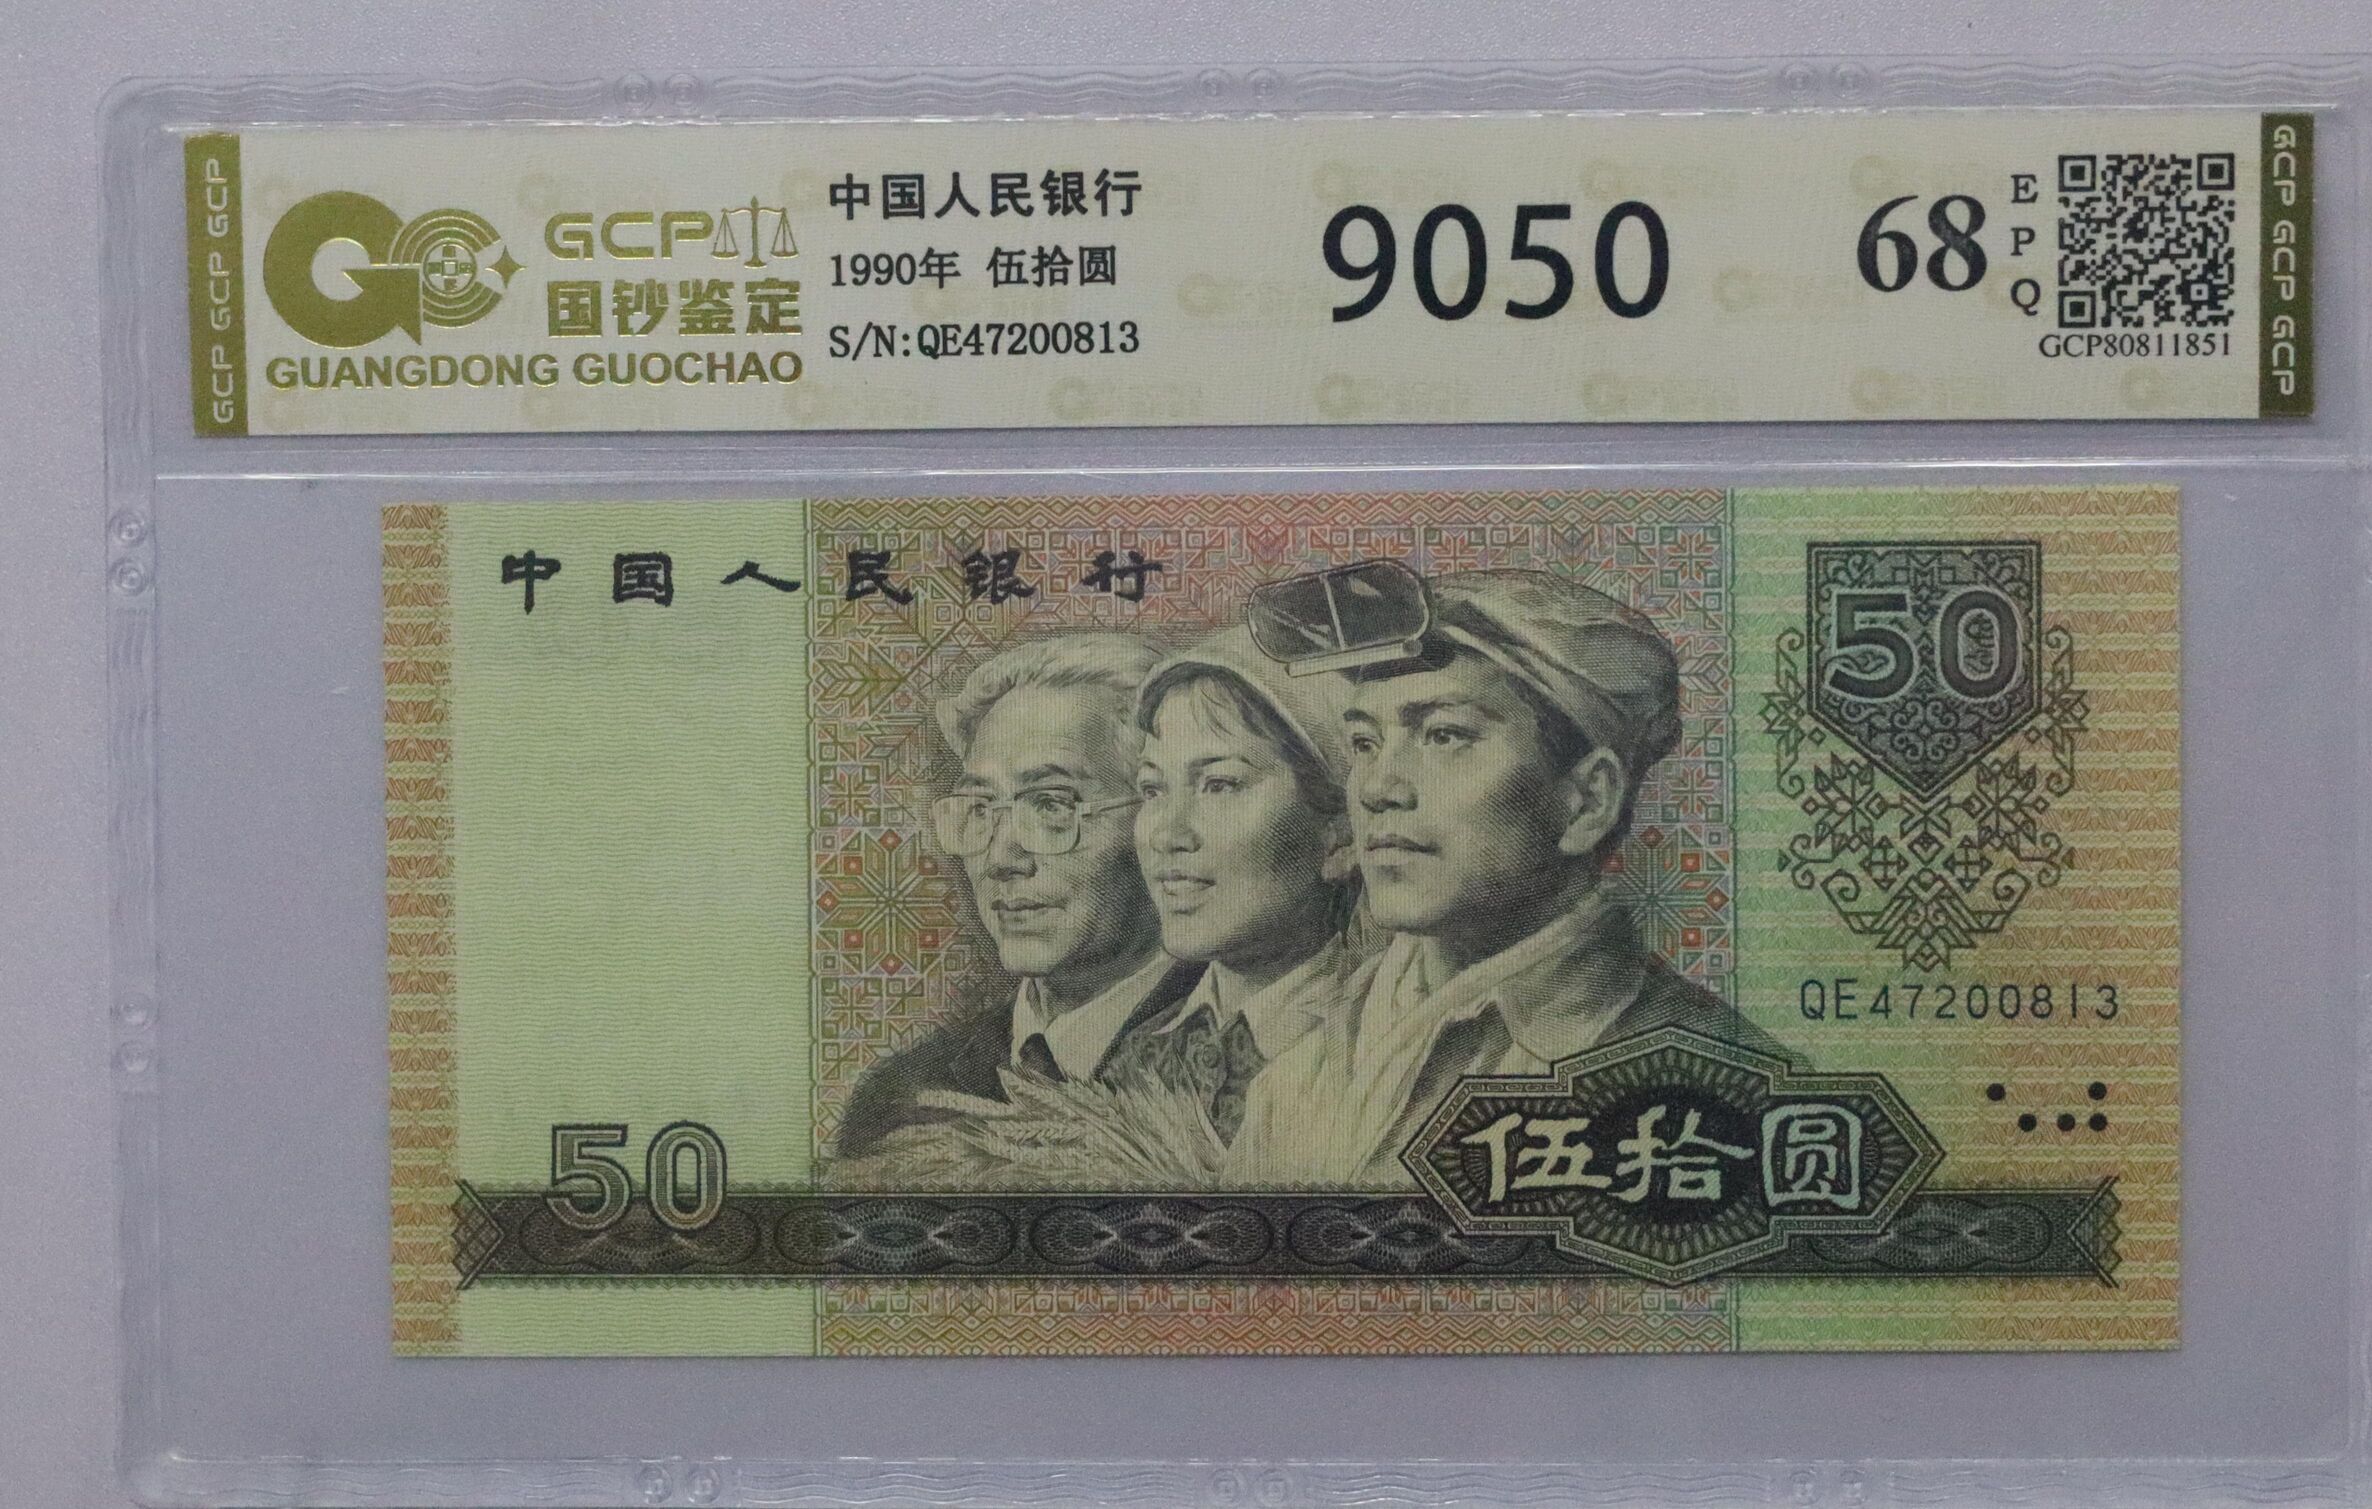 GCP GCP GCP
GCP
国钞鉴定
GUANGDONG GUOCHAO
中国人民银行
1990年 伍拾圆
S/N:QE47200813
9050
68
E
P
Q
GCP80811851
GCP GCP GCP
中国人民银行
50
QE47200813
50
伍拾圆